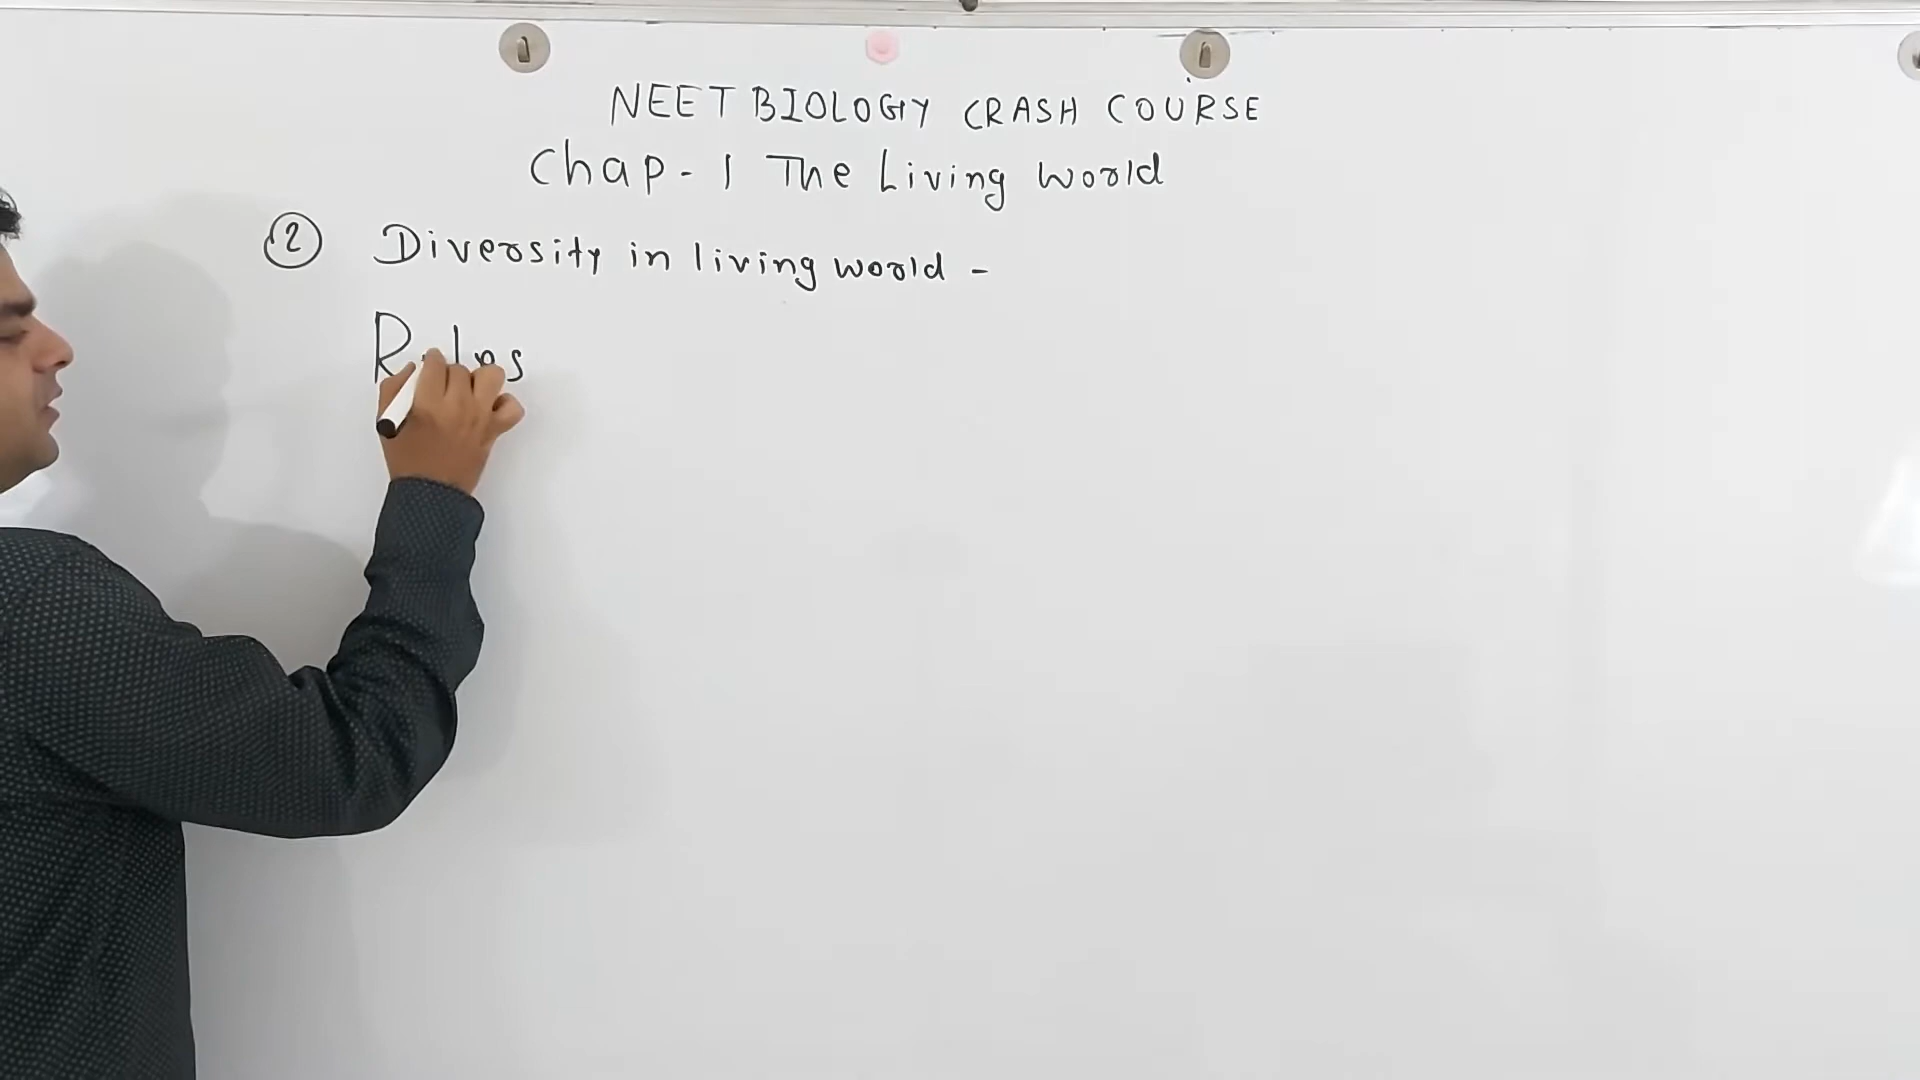 NEET BIOLOGY CRASH COURSE
Chap - 1 The Living World
② Diversity in living world -